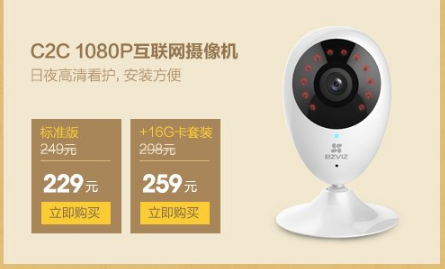 C2C 1080P互联网摄像机
日夜高清看护, 安装方便
标准版
249元
229元
立即购买
+16G卡套装
298元
259元
立即购买
EZVIZ